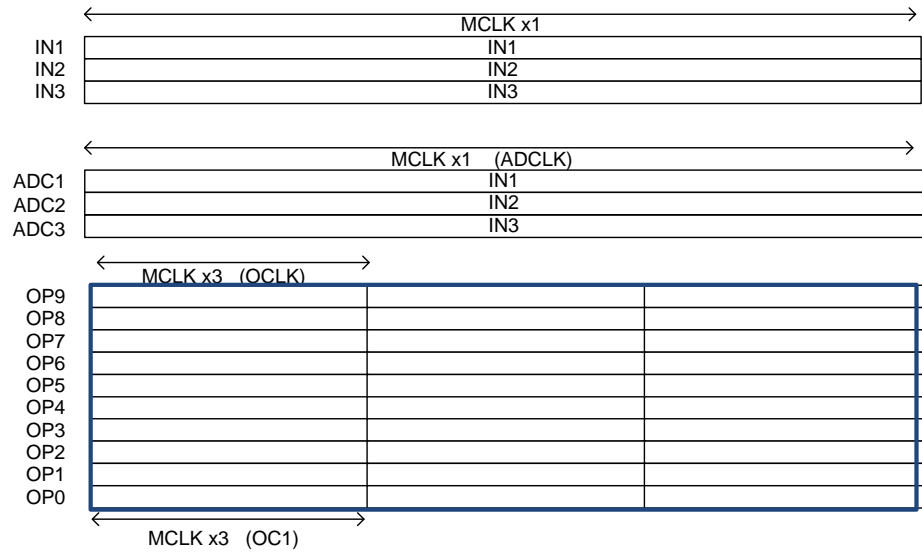 MCLK x1
IN1 IN1
IN2 IN2
IN3 IN3
MCLK x1 (ADCLK)
ADC1 IN1
ADC2 IN2
ADC3 IN3
MCLK x3 (OCLK)
OP9
OP8
OP7
OP6
OP5
OP4
OP3
OP2
OP1
OP0
MCLK x3 (OC1)